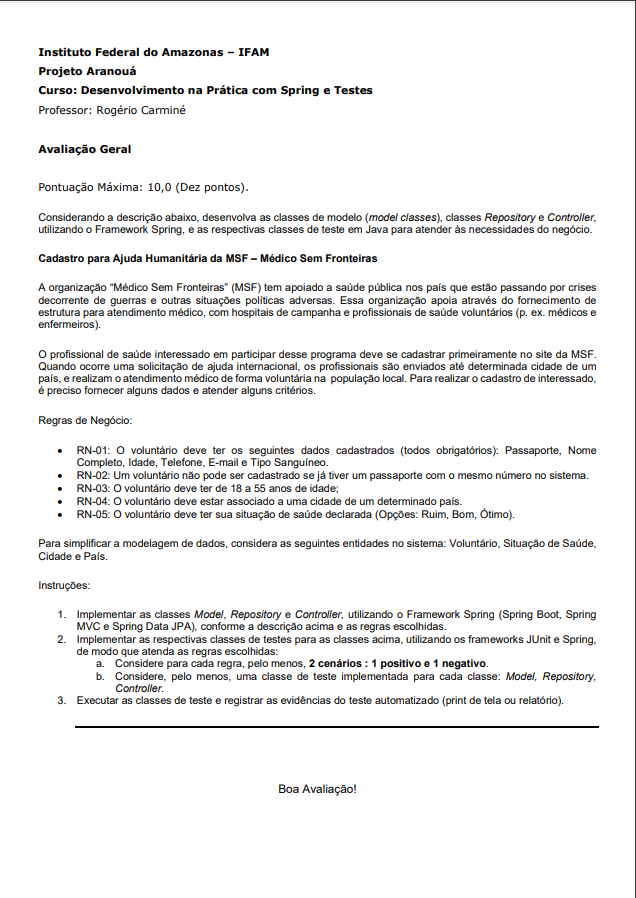 Instituto Federal do Amazonas – IFAM
Projeto Aranouá
Curso: Desenvolvimento na Prática com Spring e Testes
Professor: Rogério Carminé
Avaliação Geral
Pontuação Máxima: 10,0 (Dez pontos).
Considerando a descrição abaixo, desenvolva as classes de modelo (model classes), classes Repository e Controller,
utilizando o Framework Spring, e as respectivas classes de teste em Java para atender às necessidades do negócio.
Cadastro para Ajuda Humanitária da MSF – Médico Sem Fronteiras
A organização “Médico Sem Fronteiras” (MSF) tem apoiado a saúde pública nos país que estão passando por crises
decorrente de guerras e outras situações políticas adversas. Essa organização apoia através do fornecimento de
estrutura para atendimento médico, com hospitais de campanha e profissionais de saúde voluntários (p. ex. médicos e
enfermeiros).
O profissional de saúde interessado em participar desse programa deve se cadastrar primeiramente no site da MSF.
Quando ocorre uma solicitação de ajuda internacional, os profissionais são enviados até determinada cidade de um
país, e realizam o atendimento médico de forma voluntária na população local. Para realizar o cadastro de interessado,
é preciso fornecer alguns dados e atender alguns critérios.
Regras de Negócio:
• RN-01: O voluntário deve ter os seguintes dados cadastrados (todos obrigatórios): Passaporte, Nome
Completo, Idade, Telefone, E-mail e Tipo Sanguíneo.
• RN-02: Um voluntário não pode ser cadastrado se já tiver um passaporte com o mesmo número no sistema.
• RN-03: O voluntário deve ter de 18 a 55 anos de idade;
• RN-04: O voluntário deve estar associado a uma cidade de um determinado país.
• RN-05: O voluntário deve ter sua situação de saúde declarada (Opções: Ruim, Bom, Ótimo).
Para simplificar a modelagem de dados, considera as seguintes entidades no sistema: Voluntário, Situação de Saúde,
Cidade e País.
Instruções:
1. Implementar as classes Model, Repository e Controller, utilizando o Framework Spring (Spring Boot, Spring
MVC e Spring Data JPA), conforme a descrição acima e as regras escolhidas.
2. Implementar as respectivas classes de testes para as classes acima, utilizando os frameworks JUnit e Spring,
de modo que atenda as regras escolhidas:
a. Considere para cada regra, pelo menos, 2 cenários : 1 positivo e 1 negativo.
b. Considere, pelo menos, uma classe de teste implementada para cada classe: Model, Repository,
Controller.
3. Executar as classes de teste e registrar as evidências do teste automatizado (print de tela ou relatório).
Boa Avaliação!